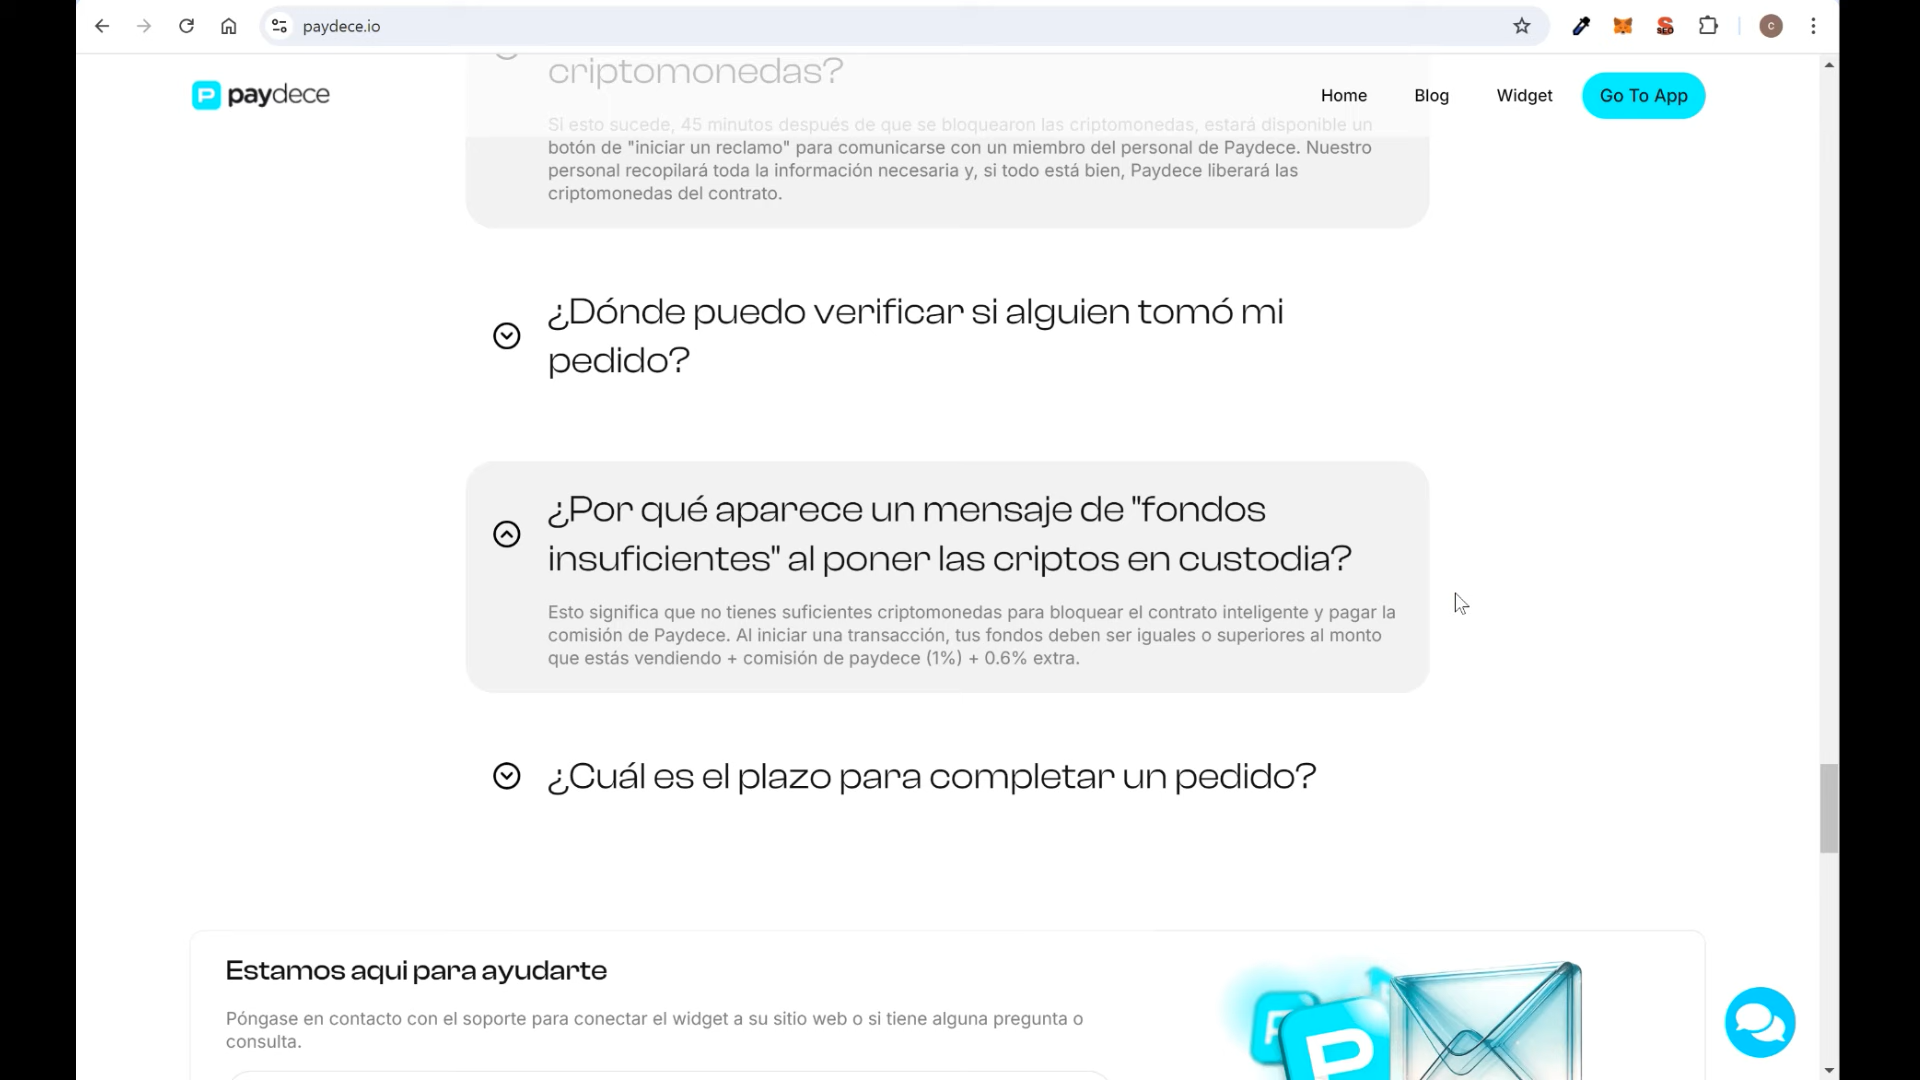 paydece.io
criptomonedas?
paydece
Home
Blog
Widget
Go To App
Si esto sucede, 45 minutos después de que se bloquearon las criptomonedas, estará disponible un
botón de "iniciar un reclamo" para comunicarse con un miembro del personal de Paydece. Nuestro
personal recopilará toda la información necesaria y, si todo está bien, Paydece liberará las
criptomonedas del contrato.
¿Dónde puedo verificar si alguien tomó mi
pedido?
¿Por qué aparece un mensaje de "fondos
insuficientes" al poner las criptos en custodia?
Esto significa que no tienes suficientes criptomonedas para bloquear el contrato inteligente y pagar la
comisión de Paydece. Al iniciar una transacción, tus fondos deben ser iguales o superiores al monto
que estás vendiendo + comisión de paydece (1%) + 0.6% extra.
¿Cuál es el plazo para completar un pedido?
Estamos aqui para ayudarte
Póngase en contacto con el soporte para conectar el widget a su sitio web o si tiene alguna pregunta o
consulta.